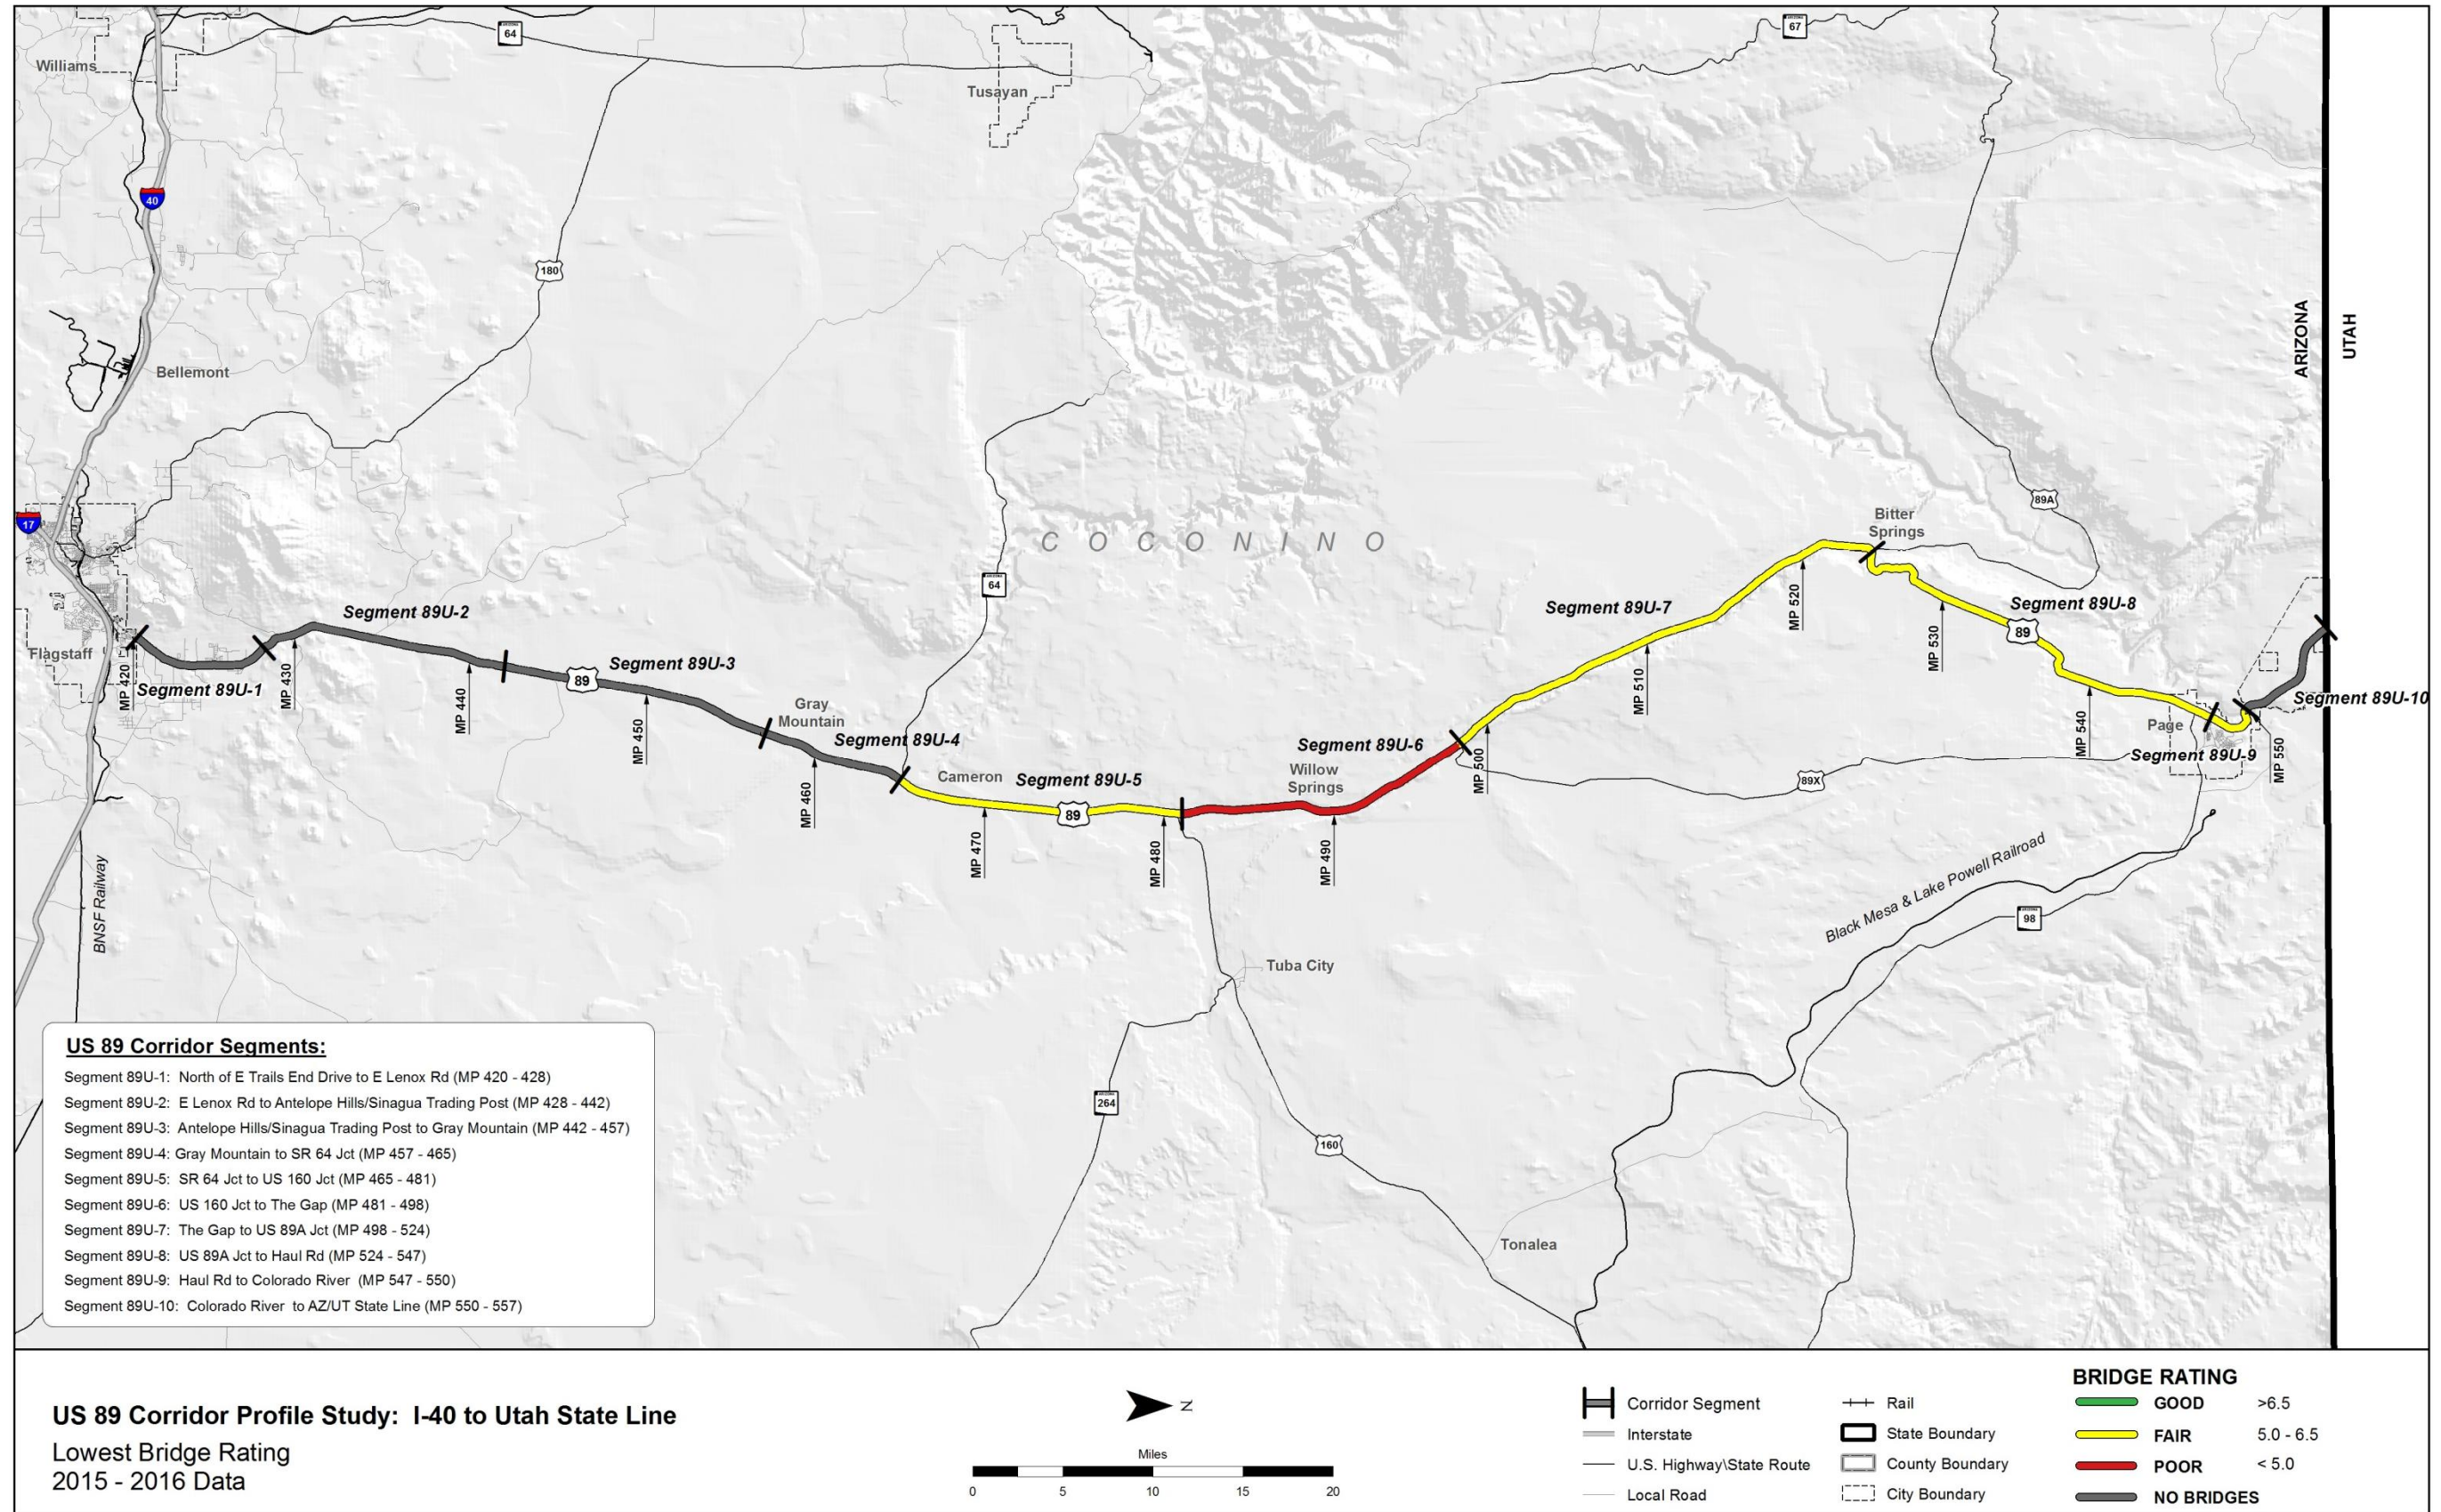 64
67
Williams
Tusayan
40
180
Bellemont
ARIZONA
UTAH
89A
17
Bitter
Springs
COCONINO
64
Segment 89U-2
MP 520
Segment 89U-7
Segment 89U-8
89
MP 530
Flagstaff
MP 420
Segment 89U-1
MP 430
MP 440
Segment 89U-3
89
MP 450
Gray
Mountain
Segment 89U-4
MP 460
Cameron
Segment 89U-5
89
MP 470
MP 480
Segment 89U-6
Willow
Springs
MP 490
MP 500
MP 510
89X
MP 540
Page
Segment 89U-9
MP 550
Segment 89U-10
BNSF Railway
Black Mesa & Lake Powell Railroad
98
Tuba City
264
160
Tonalea
US 89 Corridor Segments:
Segment 89U-1: North of E Trails End Drive to E Lenox Rd (MP 420 - 428)
Segment 89U-2: E Lenox Rd to Antelope Hills/Sinagua Trading Post (MP 428 - 442)
Segment 89U-3: Antelope Hills/Sinagua Trading Post to Gray Mountain (MP 442 - 457)
Segment 89U-4: Gray Mountain to SR 64 Jct (MP 457 - 465)
Segment 89U-5: SR 64 Jct to US 160 Jct (MP 465 - 481)
Segment 89U-6: US 160 Jct to The Gap (MP 481 - 498)
Segment 89U-7: The Gap to US 89A Jct (MP 498 - 524)
Segment 89U-8: US 89A Jct to Haul Rd (MP 524 - 547)
Segment 89U-9: Haul Rd to Colorado River (MP 547 - 550)
Segment 89U-10: Colorado River to AZ/UT State Line (MP 550 - 557)
US 89 Corridor Profile Study: I-40 to Utah State Line
Lowest Bridge Rating
2015 - 2016 Data
N
Miles
0 5 10 15 20
Corridor Segment
Interstate
U.S. Highway\State Route
Local Road
Rail
State Boundary
County Boundary
City Boundary
BRIDGE RATING
GOOD >6.5
FAIR 5.0 - 6.5
POOR < 5.0
NO BRIDGES